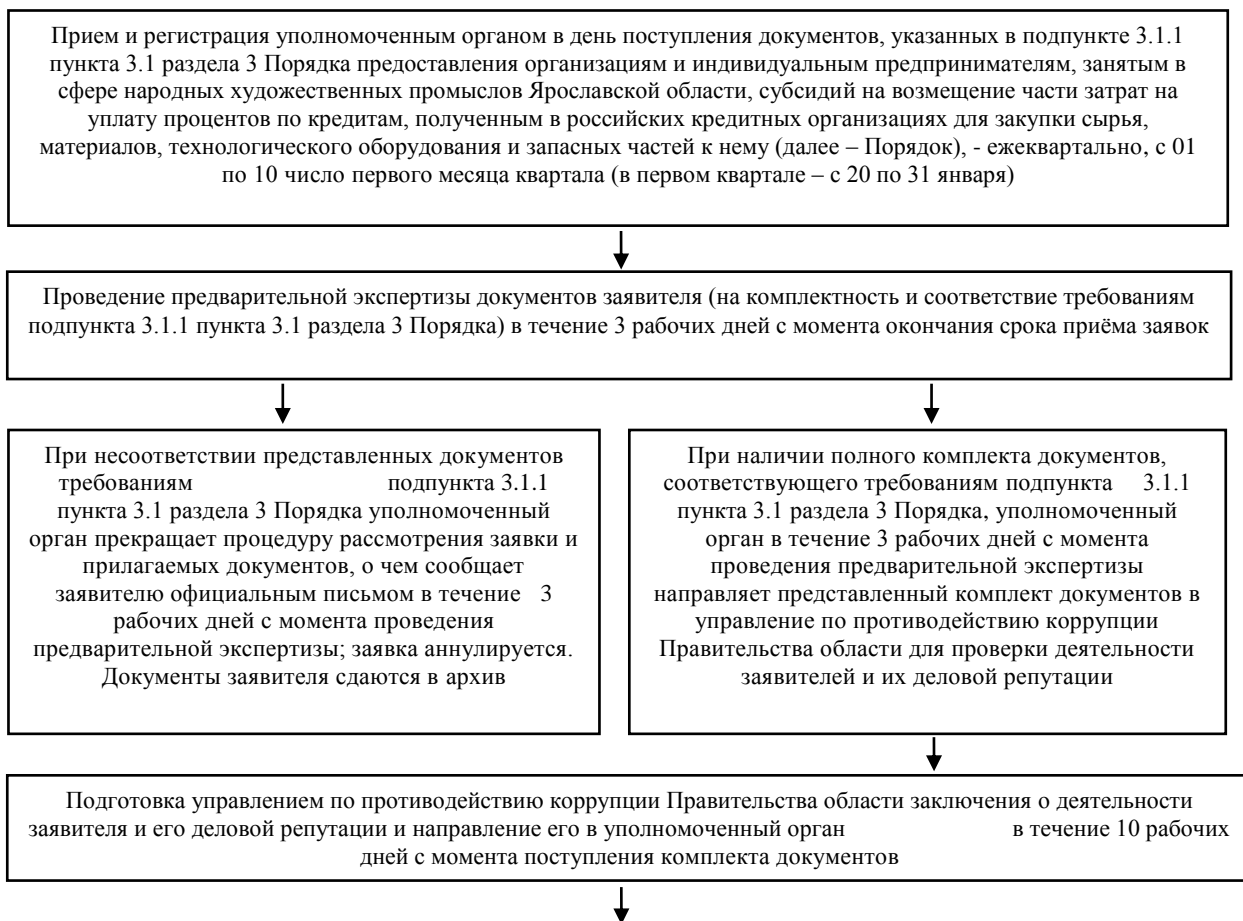 Прием и регистрация уполномоченным органом в день поступления документов, указанных в подпункте 3.1.1
пункта 3.1 раздела 3 Порядка предоставления организациям и индивидуальным предпринимателям, занятым в
сфере народных художественных промыслов Ярославской области, субсидий на возмещение части затрат на
уплату процентов по кредитам, полученным в российских кредитных организациях для закупки сырья,
материалов, технологического оборудования и запасных частей к нему (далее – Порядок), - ежеквартально, с 01
по 10 число первого месяца квартала (в первом квартале – с 20 по 31 января)
Проведение предварительной экспертизы документов заявителя (на комплектность и соответствие требованиям
подпункта 3.1.1 пункта 3.1 раздела 3 Порядка) в течение 3 рабочих дней с момента окончания срока приёма заявок
При несоответствии представленных документов
требованиям подпункта 3.1.1
пункта 3.1 раздела 3 Порядка уполномоченный
орган прекращает процедуру рассмотрения заявки и
прилагаемых документов, о чем сообщает
заявителю официальным письмом в течение 3
рабочих дней с момента проведения
предварительной экспертизы; заявка аннулируется.
Документы заявителя сдаются в архив
При наличии полного комплекта документов,
соответствующего требованиям подпункта 3.1.1
пункта 3.1 раздела 3 Порядка, уполномоченный
орган в течение 3 рабочих дней с момента
проведения предварительной экспертизы
направляет представленный комплект документов в
управление по противодействию коррупции
Правительства области для проверки деятельности
заявителей и их деловой репутации
Подготовка управлением по противодействию коррупции Правительства области заключения о деятельности
заявителя и его деловой репутации и направление его в уполномоченный орган в течение 10 рабочих
дней с момента поступления комплекта документов